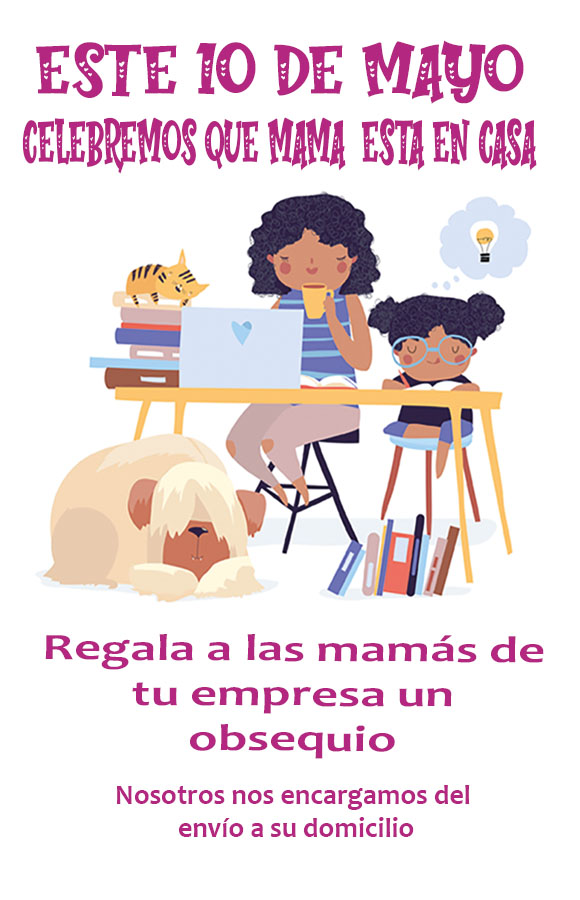 ESTE 10 DE MAYO
CELEBREMOS QUE MAMA ESTA EN CASA
Regala a las mamás de
tu empresa un
obsequio
Nosotros nos encargamos del
envío a su domicilio